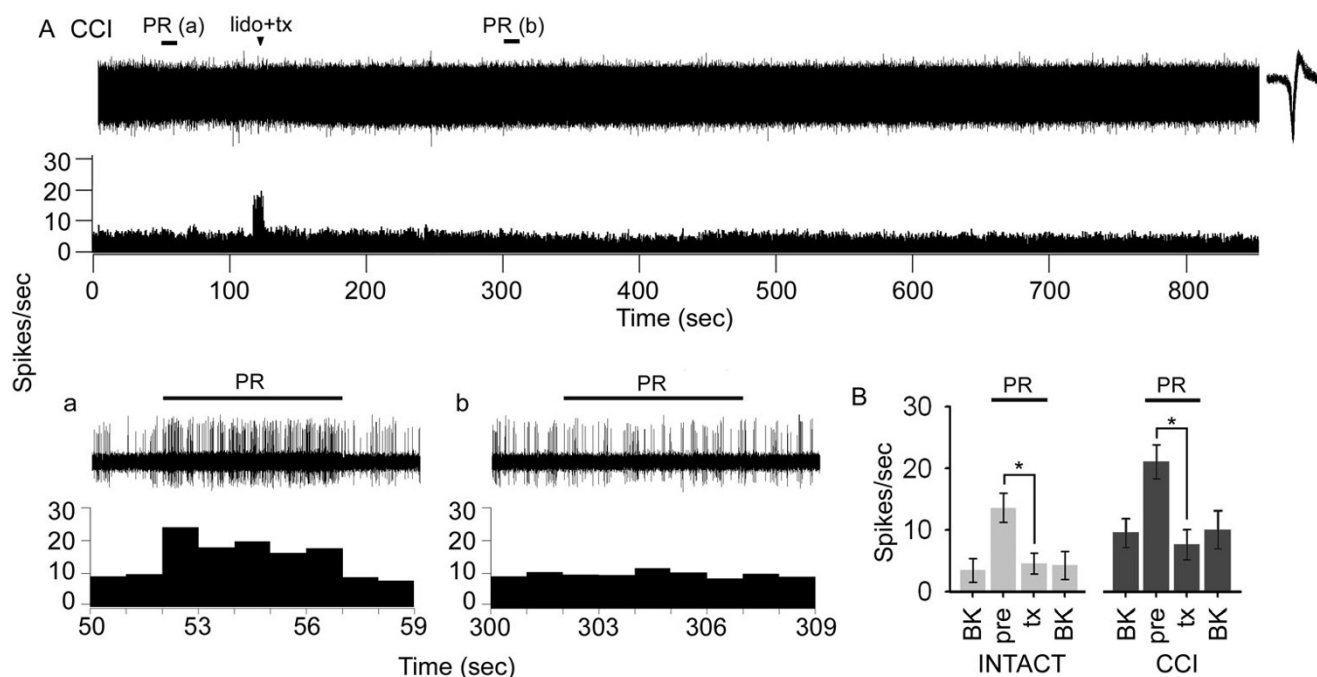 A CCI PR (a) lido+tx PR (b)
30
20
10
0
0 100 200 300 400 500 600 700 800
Time (sec)
Spikes/sec
a PR
30
20
10
0
50 53 56 59
b PR
30
20
10
0
300 303 306 309
Time (sec)
B PR PR
Spikes/sec
30
20
10
0
* *
BK pre tx BK BK pre tx BK
INTACT CCI